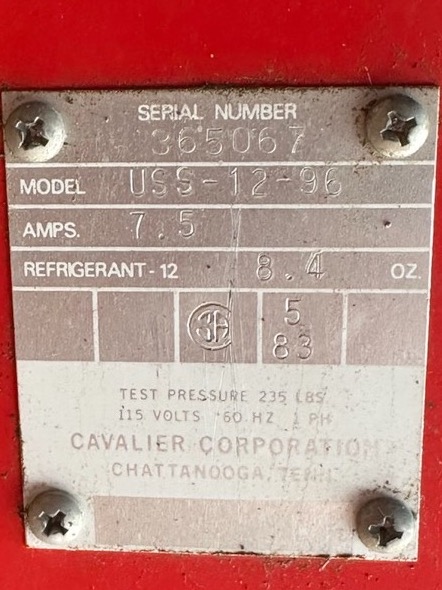 SERIAL NUMBER
365067
MODEL USS-12-96
AMPS. 7.5
REFRIGERANT-12 8.4 OZ.
5
83
TEST PRESSURE 235 LBS
115 VOLTS 60 HZ 1 PH
CAVALIER CORPORATION
CHATTANOOGA, TENN.